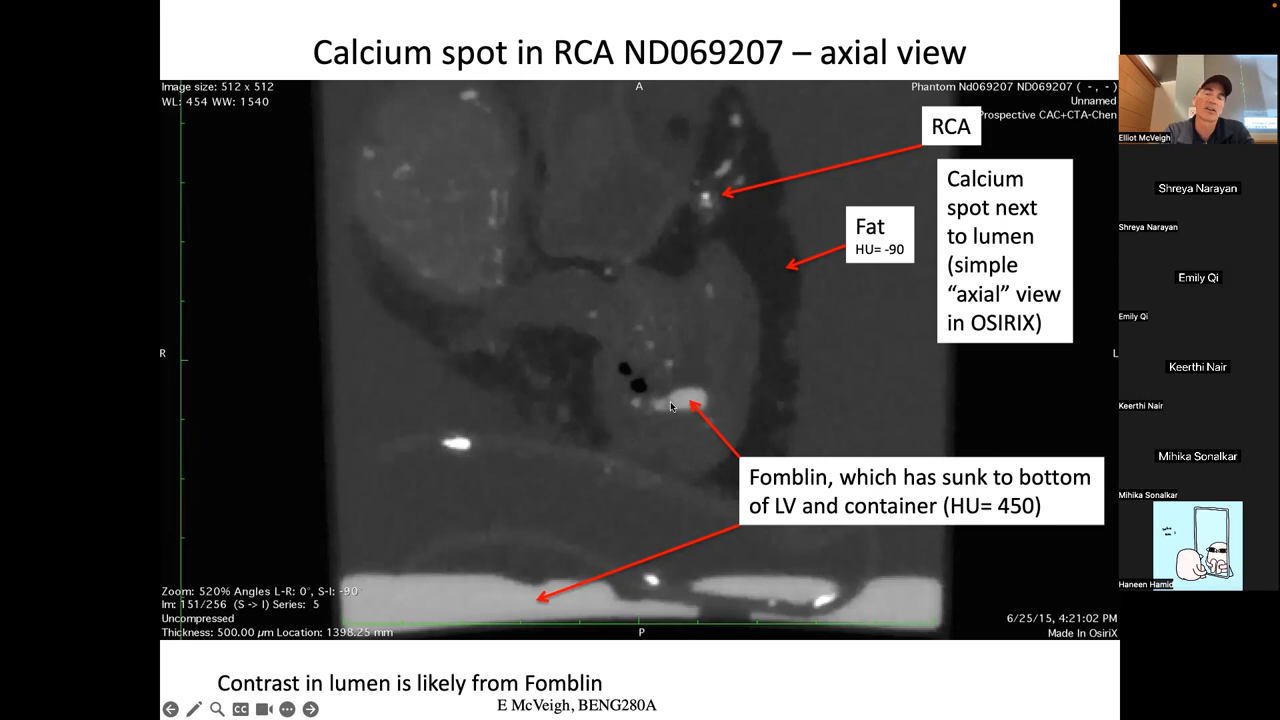 Calcium spot in RCA ND069207 – axial view
Image size: 512 x 512
WL: 454 WW: 1540
A
Phantom Nd069207 ND069207 ( -, -)
Unnamed
Prospective CAC+CTA-Chen
RCA
Calcium
spot next
to lumen
(simple
“axial” view
in OSIRIX)
Fat
HU= -90
R
L
Fomblin, which has sunk to bottom
of LV and container (HU= 450)
Zoom: 520% Angles L-R: 0°, S-I: -90
Im: 151/256 (S -> I) Series: 5
Uncompressed
Thickness: 500.00 µm Location: 1398.25 mm
P
6/25/15, 4:21:02 PM
Made In OsiriX
Contrast in lumen is likely from Fomblin
E McVeigh, BENG280A
CC
Elliot McVeigh
Shreya Narayan
Shreya Narayan
Emily Qi
Emily Qi
Keerthi Nair
Keerthi Nair
Mihika Sonalkar
Mihika Sonalkar
Haneen Hamid